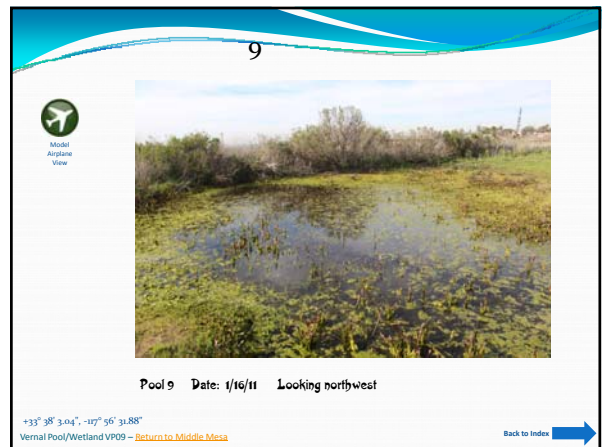 9
Model
Airplane
View
Pool 9 Date: 1/16/11 Looking northwest
+33° 38' 3.04", -117° 56' 31.88"
Vernal Pool/Wetland VP09 – Return to Middle Mesa
Back to Index